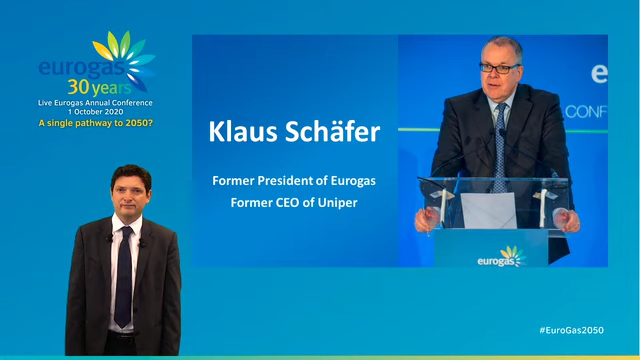 eurogas
30 years
Live Eurogas Annual Conference
1 October 2020
A single pathway to 2050?
Klaus Schäfer
Former President of Eurogas
Former CEO of Uniper
e
CONF
eurogas
#EuroGas2050